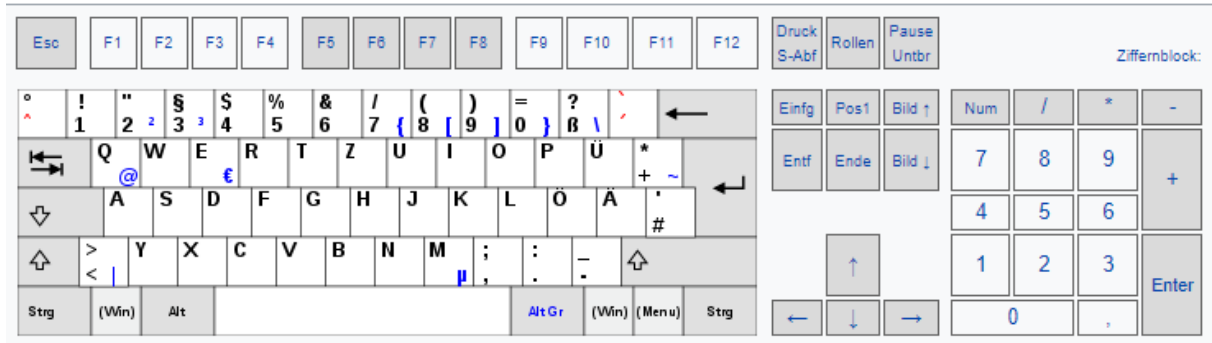 Esc F1 F2 F3 F4 F5 F6 F7 F8 F9 F10 F11 F12 Druck S-Abf Rollen Pause Untbr Ziffernblock:
° ^ ! 1 " 2 ² § 3 ³ $ 4 % 5 & 6 / 7 { ( 8 [ ) 9 ] = 0 } ? ß \ ` ´ ← Einfg Pos1 Bild ↑ Num / * -
Q @ W E € R T Z U I O P Ü * + ~ Entf Ende Bild ↓ 7 8 9 +
A S D F G H J K L Ö Ä ' # 4 5 6
> < | Y X C V B N M µ ; , : . _ - ↑ 1 2 3 Enter
Strg (Win) Alt Alt Gr (Win) (Menu) Strg ← ↓ → 0 ,